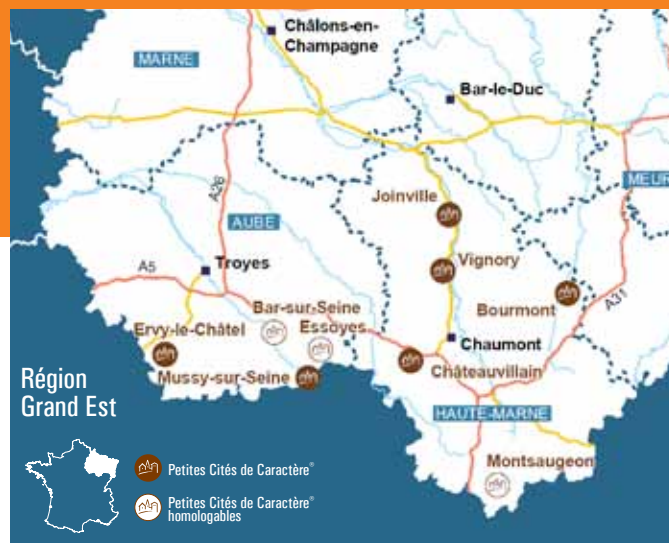 Châlons-en-
Champagne
MARNE
Bar-le-Duc
MEUR
Joinville
A26
AUBE
Troyes
Vignory
A5
Bar-sur-Seine
Bourmont
A31
Ervy-le-Châtel
Essoyes
Chaumont
Mussy-sur-Seine
Châteauvillain
Région
Grand Est
HAUTE-MARNE
Montsaugeon
Petites Cités de Caractère®
Petites Cités de Caractère®
homologables